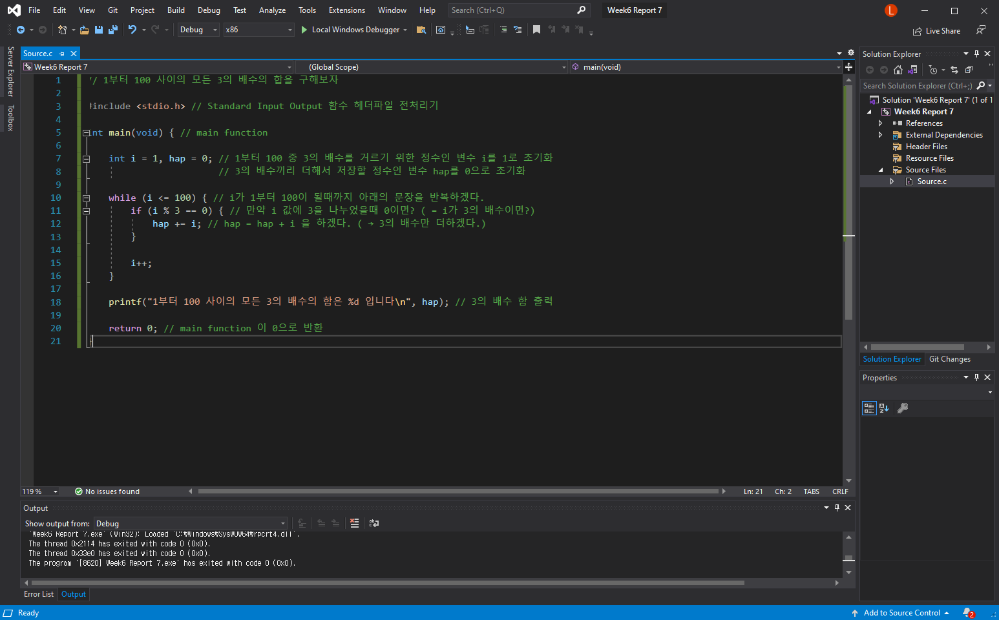 File Edit View Git Project Build Debug Test Analyze Tools Extensions Window Help Search (Ctrl+Q) Week6 Report 7 L
Debug x86 Local Windows Debugger Live Share
Server Explorer
Toolbox
Source.c
Week6 Report 7 (Global Scope) main(void)
1 // 1부터 100 사이의 모든 3의 배수의 합을 구해보자
2
3 #include <stdio.h> // Standard Input Output 함수 헤더파일 전처리기
4
5 int main(void) { // main function
6
7 int i = 1, hap = 0; // 1부터 100 중 3의 배수를 거르기 위한 정수인 변수 i를 1로 초기화
8 // 3의 배수끼리 더해서 저장할 정수인 변수 hap를 0으로 초기화
9
10 while (i <= 100) { // i가 1부터 100이 될때까지 아래의 문장을 반복하겠다.
11 if (i % 3 == 0) { // 만약 i 값에 3을 나누었을때 0이면? ( = i가 3의 배수이면?)
12 hap += i; // hap = hap + i 을 하겠다. ( → 3의 배수만 더하겠다.)
13 }
14
15 i++;
16 }
17
18 printf("1부터 100 사이의 모든 3의 배수의 합은 %d 입니다\n", hap); // 3의 배수 합 출력
19
20 return 0; // main function 이 0으로 반환
21 }
119 % No issues found Ln: 21 Ch: 2 TABS CRLF
Output
Show output from: Debug
'Week6 Report 7.exe' (Win32): Loaded 'C:₩Windows₩SysWOW64₩rpcrt4.dll'.
The thread 0x2114 has exited with code 0 (0x0).
The thread 0x33e0 has exited with code 0 (0x0).
The program '[8620] Week6 Report 7.exe' has exited with code 0 (0x0).
Error List Output
Solution Explorer
Search Solution Explorer (Ctrl+;)
Solution 'Week6 Report 7' (1 of 1
Week6 Report 7
References
External Dependencies
Header Files
Resource Files
Source Files
Source.c
Solution Explorer Git Changes
Properties
Ready Add to Source Control 2